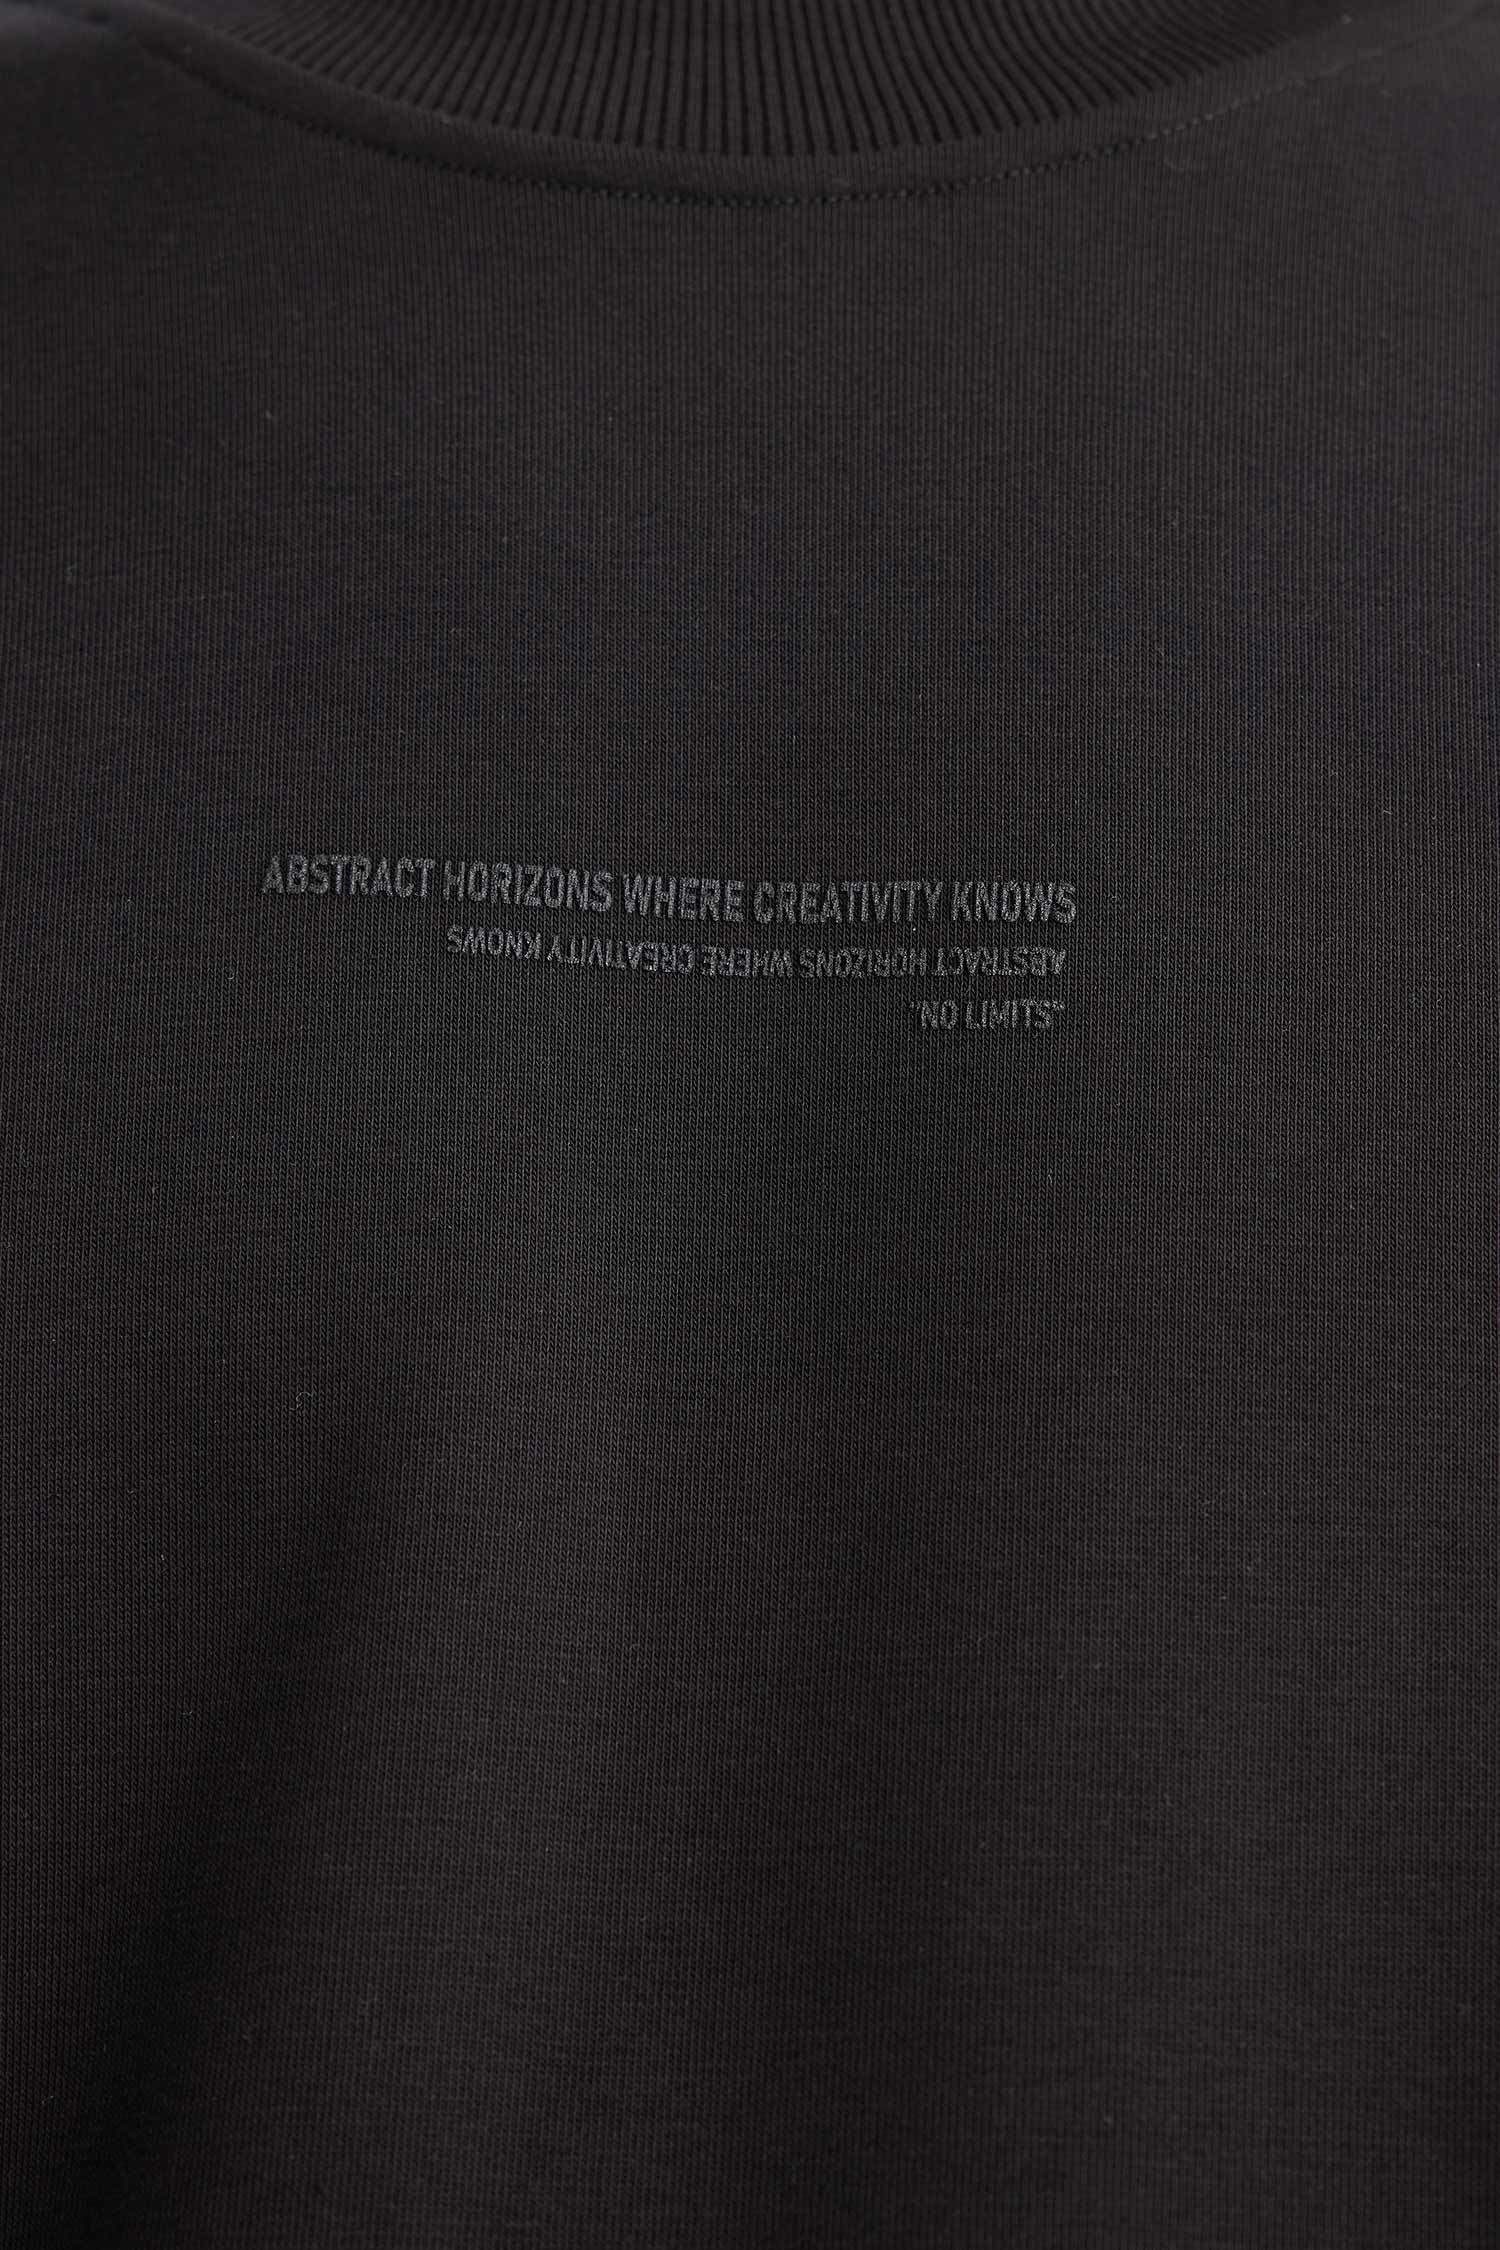 ABSTRACT HORIZONS WHERE CREATIVITY KNOWS
ABSTRACT HORIZONS WHERE CREATIVITY KNOWS
"NO LIMITS"